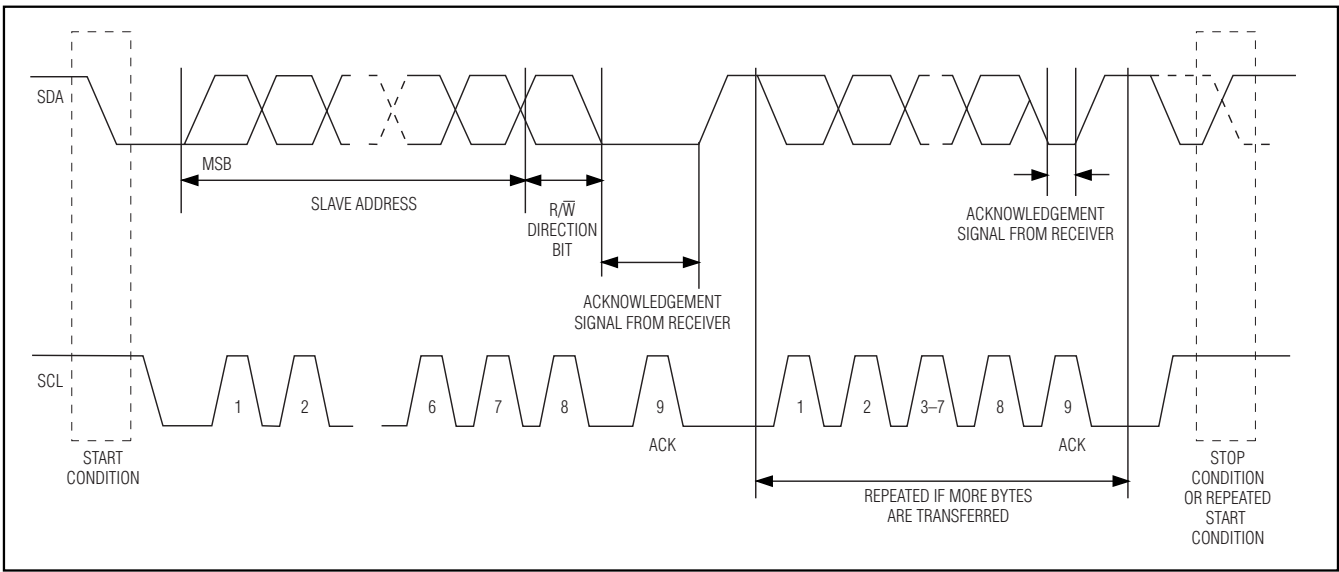 SDA
MSB
SLAVE ADDRESS
R/W̅
DIRECTION
BIT
ACKNOWLEDGEMENT
SIGNAL FROM RECEIVER
ACKNOWLEDGEMENT
SIGNAL FROM RECEIVER
SCL
1
2
6
7
8
9
1
2
3–7
8
9
ACK
ACK
START
CONDITION
REPEATED IF MORE BYTES
ARE TRANSFERRED
STOP
CONDITION
OR REPEATED
START
CONDITION